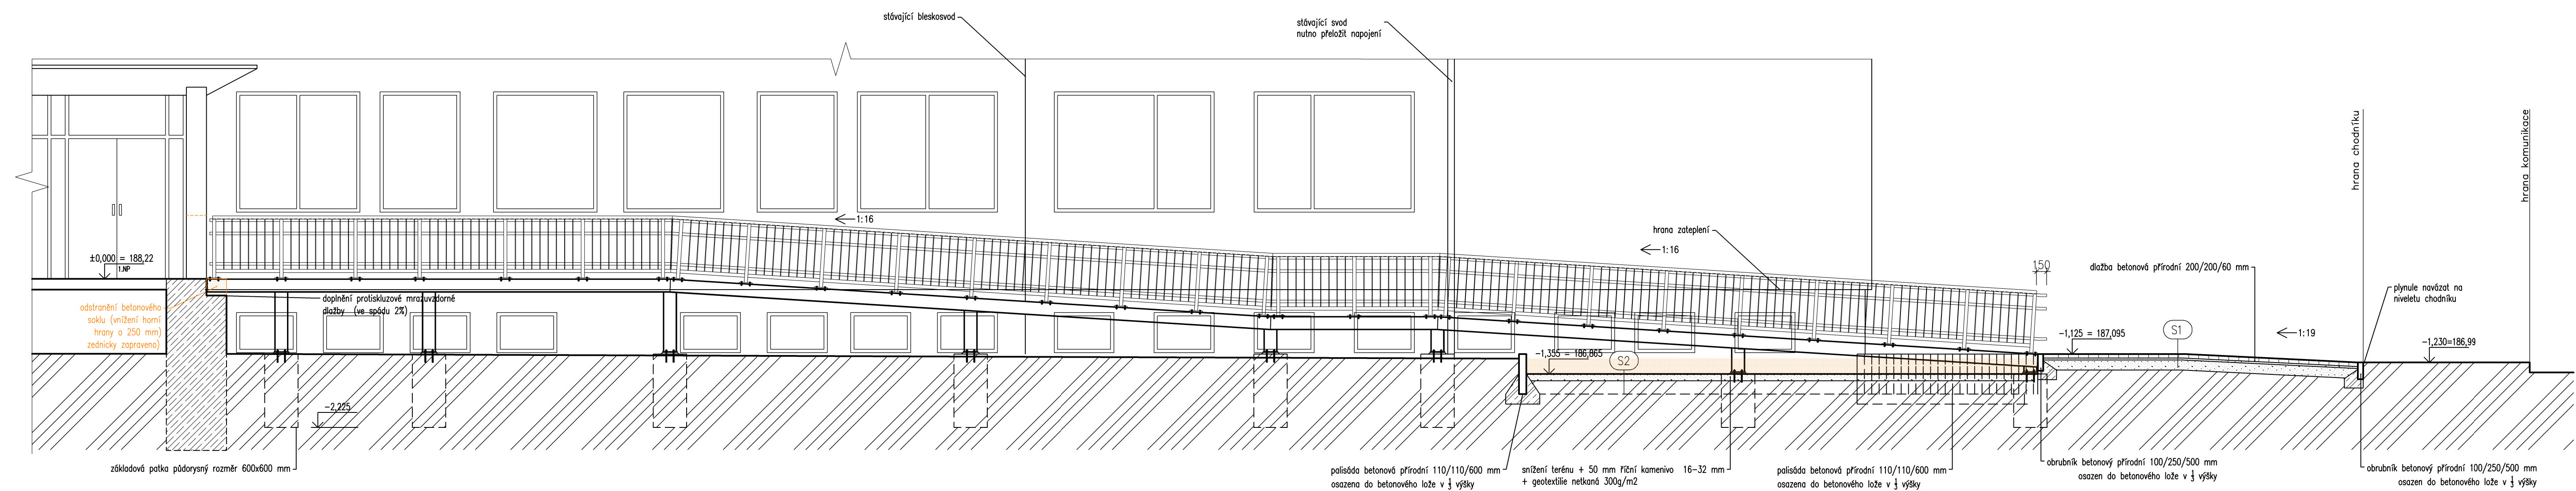 stávající bleskosvod
stávající svod
nutno přeložit napojení
hrana chodníku
hrana komunikace
1:16
hrana zateplení
1:16
±0,000 = 188,22
1.NP
150
dlažba betonová přírodní 200/200/60 mm
plynule navázat na
niveletu chodníku
odstranění betonového
soklu (vnížení horní
hrany o 250 mm)
zednicky zapraveno)
doplnění protiskluzové mrazuvzdorné
dlažby (ve spádu 2%)
-1,125 = 187,095
S1
1:19
-1,230=186,99
-1,355 = 186,865
S2
-2,225
základová patka půdorysný rozměr 600x600 mm
palisáda betonová přírodní 110/110/600 mm
osazena do betonového lože v 1/3 výšky
snížení terénu + 50 mm říční kamenivo 16-32 mm
+ geotextilie netkaná 300g/m2
palisáda betonová přírodní 110/110/600 mm
osazena do betonového lože v 1/3 výšky
obrubník betonový přírodní 100/250/500 mm
osazen do betonového lože v 1/3 výšky
obrubník betonový přírodní 100/250/500 mm
osazen do betonového lože v 1/3 výšky